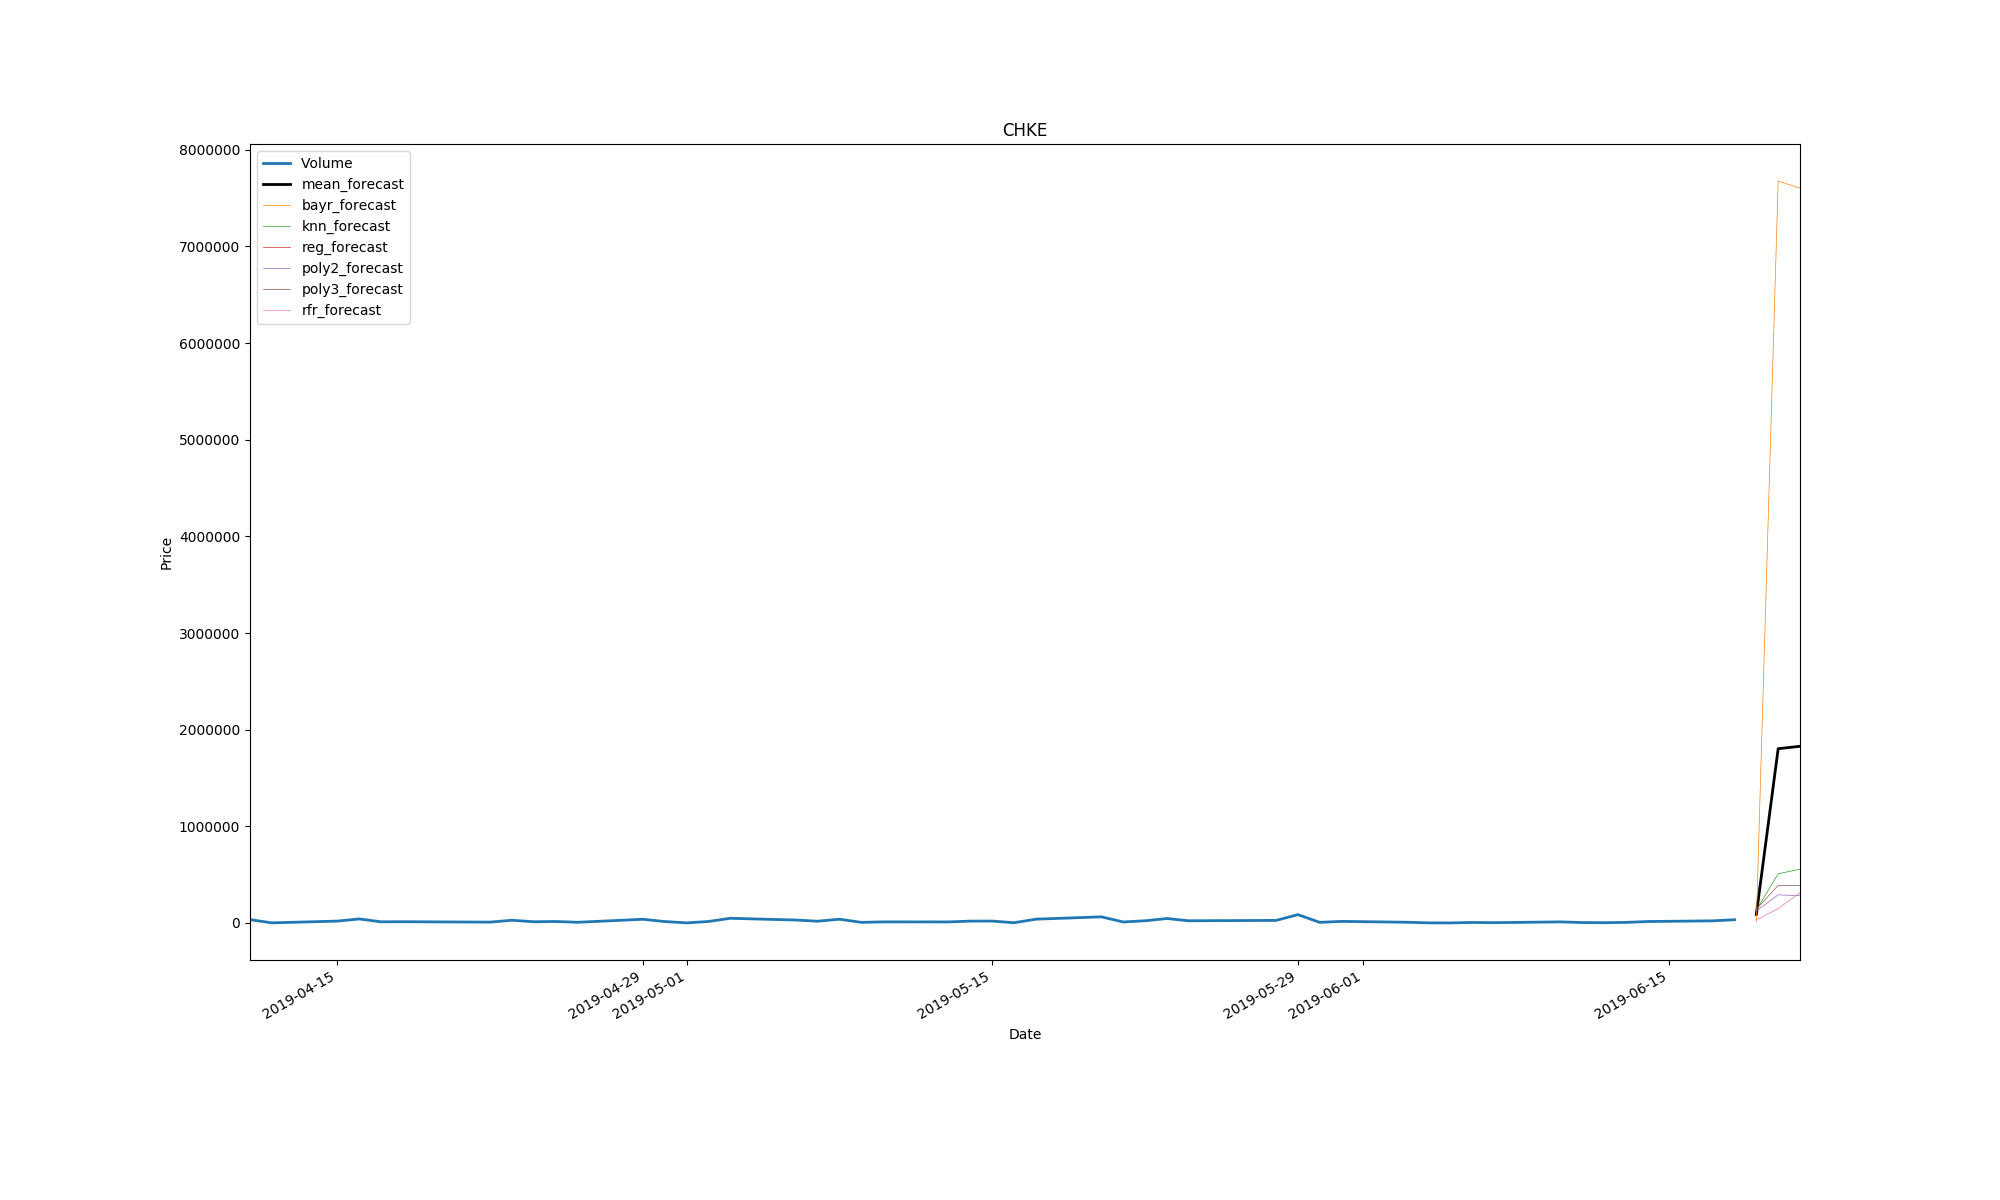 CHKE
8000000
7000000
6000000
5000000
4000000
3000000
2000000
1000000
0
Price
Volume
mean_forecast
bayr_forecast
knn_forecast
reg_forecast
poly2_forecast
poly3_forecast
rfr_forecast
2019-04-15
2019-04-29
2019-05-01
2019-05-15
2019-05-29
2019-06-01
2019-06-15
Date